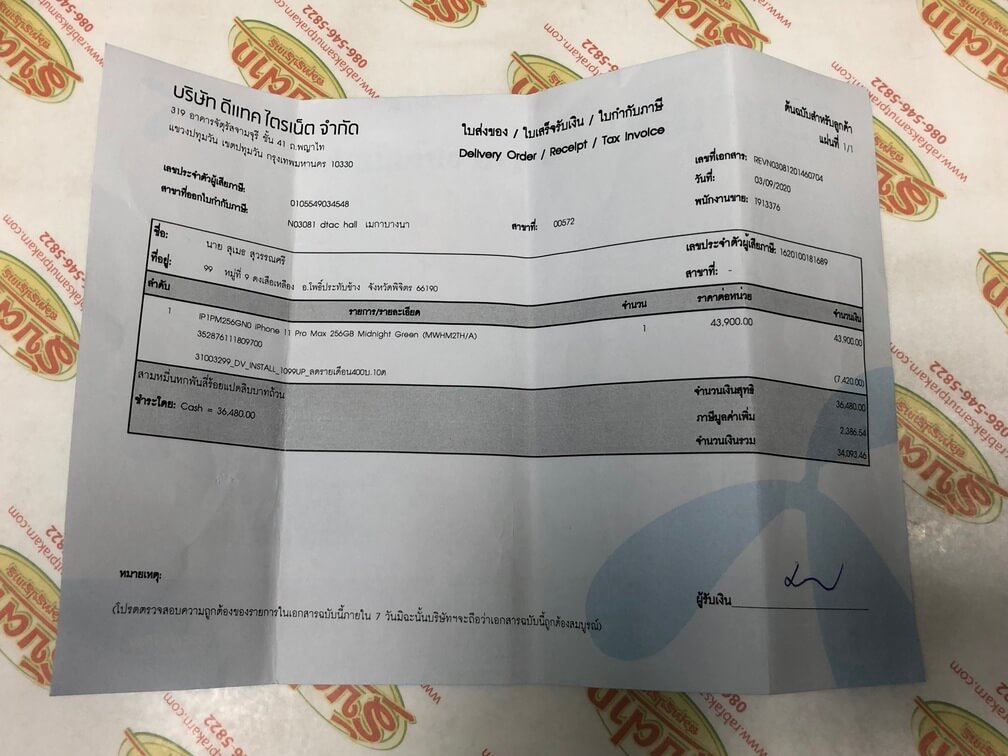 บริษัท ดีแทค ไตรเน็ต จำกัด
319 อาคารจัตุรัสจามจุรี ชั้น 41 ถ.พญาไท
แขวงปทุมวัน เขตปทุมวัน กรุงเทพมหานคร 10330
ใบส่งของ / ใบเสร็จรับเงิน / ใบกำกับภาษี
Delivery Order / Receipt / Tax Invoice
ต้นฉบับสำหรับลูกค้า
แผ่นที่ 1/1
เลขที่เอกสาร: REVN03081201460704
วันที่: 03/09/2020
พนักงานขาย: T913376
เลขประจำตัวผู้เสียภาษี: 0105549034548
สาขาที่ออกใบกำกับภาษี: N03081 dtac hall เมกาบางนา สาขาที่: 00572
ชื่อ: นาย สุเมธ สุวรรณศรี เลขประจำตัวผู้เสียภาษี: 1620100181689
ที่อยู่: 99 หมู่ที่ 9 ดงเสือเหลือง อ.โพธิ์ประทับช้าง จังหวัดพิจิตร 66190 สาขาที่: -
ลำดับ รายการ/รายละเอียด จำนวน ราคาต่อหน่วย จำนวนเงิน
1 IP1PM256GN0 iPhone 11 Pro Max 256GB Midnight Green (MWHM2TH/A) 1 43,900.00 43,900.00
352876111809700
31003299_DV_INSTALL_1099UP_ลดรายเดือน400บ.10ด (7,420.00)
สามหมื่นหกพันสี่ร้อยแปดสิบบาทถ้วน จำนวนเงินสุทธิ 36,480.00
ชำระโดย: Cash = 36,480.00 ภาษีมูลค่าเพิ่ม 2,386.54
จำนวนเงินรวม 34,093.46
หมายเหตุ:
ผู้รับเงิน
(โปรดตรวจสอบความถูกต้องของรายการในเอกสารฉบับนี้ภายใน 7 วันมิฉะนั้นบริษัทฯจะถือว่าเอกสารฉบับนี้ถูกต้องสมบูรณ์)
รับฝาก
www.rabfaksamutprakarn.com
086-546-5822